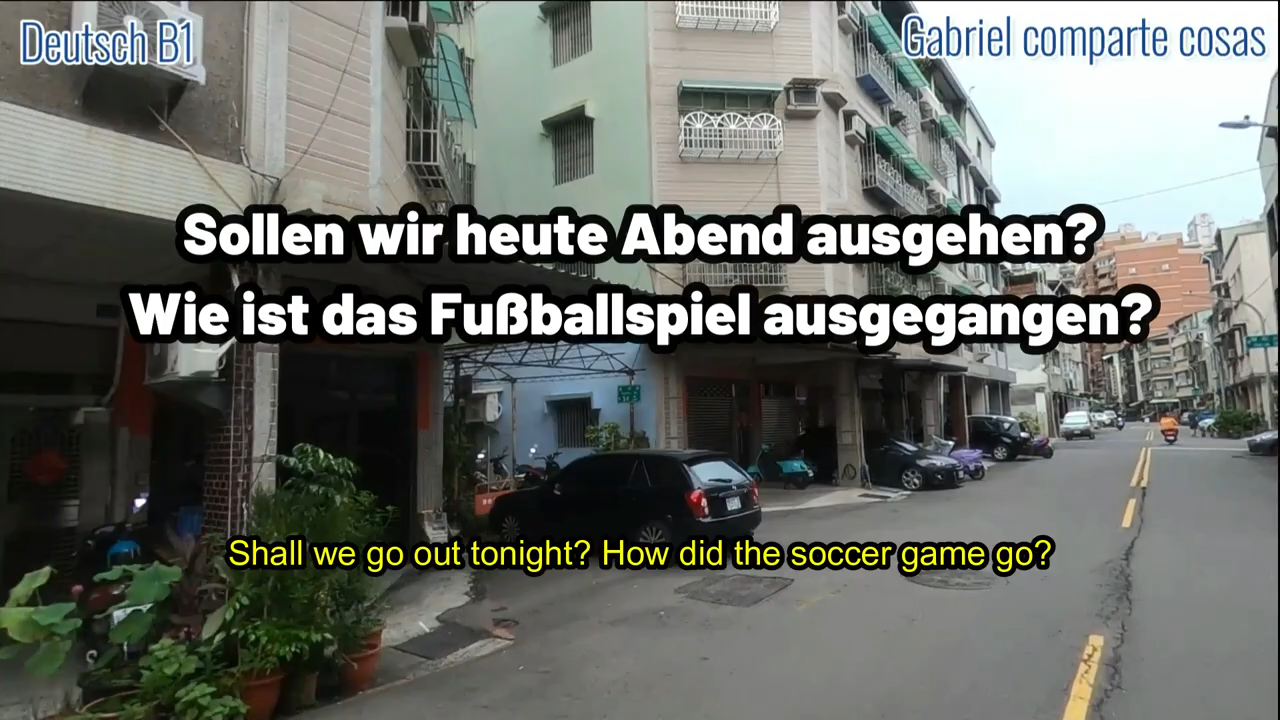 Deutsch B1
Gabriel comparte cosas
Sollen wir heute Abend ausgehen?
Wie ist das Fußballspiel ausgegangen?
Shall we go out tonight? How did the soccer game go?